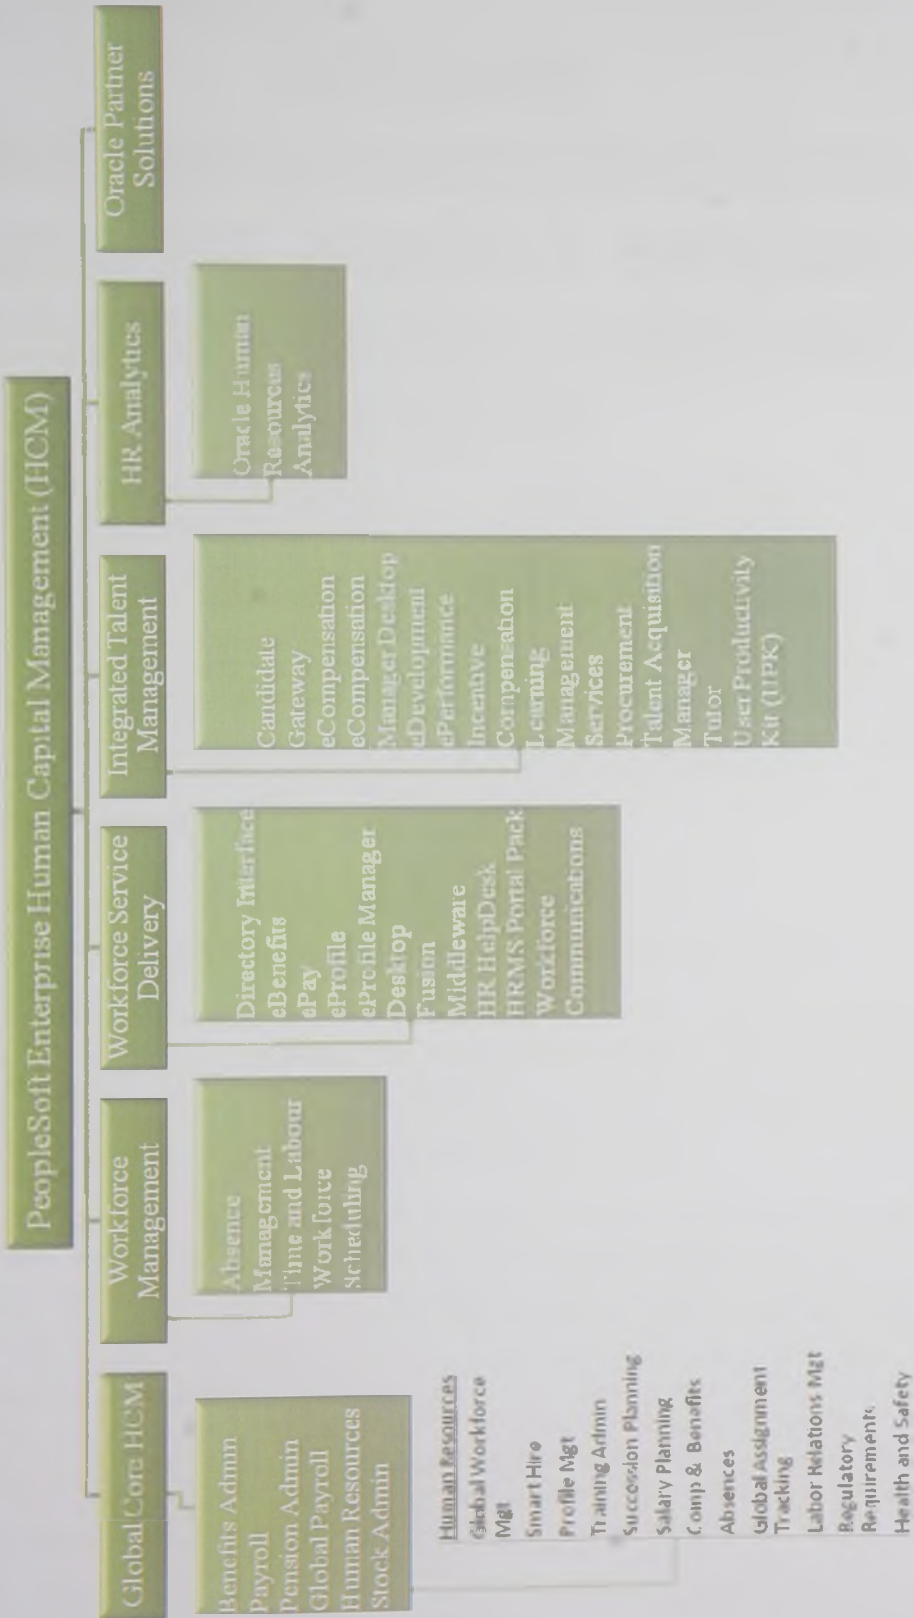 PeopleSoft Enterprise Human Capital Management (HCM)
Global Core HCM
Benefits Admn
Payroll
Pension Admin
Global Payroll
Human Resources
Stock Admin
Human Resources
Global Workforce
Mgt
Smart Hire
Profile Mgt
Training Admin
Succession Planning
Salary Planning
Comp & Benefits
Absences
Global Assignment
Tracking
Labor Relations Mgt
Regulatory
Requirements
Health and Safety
Workforce
Management
Absence
Management
Time and Labour
Workforce
Scheduling
Workforce Service
Delivery
Directory Interface
eBenefits
ePay
eProfile
eProfile Manager
Desktop
Fusion
Middleware
HR HelpDesk
HRMS Portal Pack
Workforce
Communications
Integrated Talent
Management
Candidate
Gateway
eCompensation
eCompensation
Manager Desktop
eDevelopment
ePerformance
Incentive
Compensation
Learning
Management
Services
Procurement
Talent Acquisition
Manager
Tutor
User Productivity
Kit (UPK)
HR Analytics
Oracle Human
Resources
Analytics
Oracle Partner
Solutions